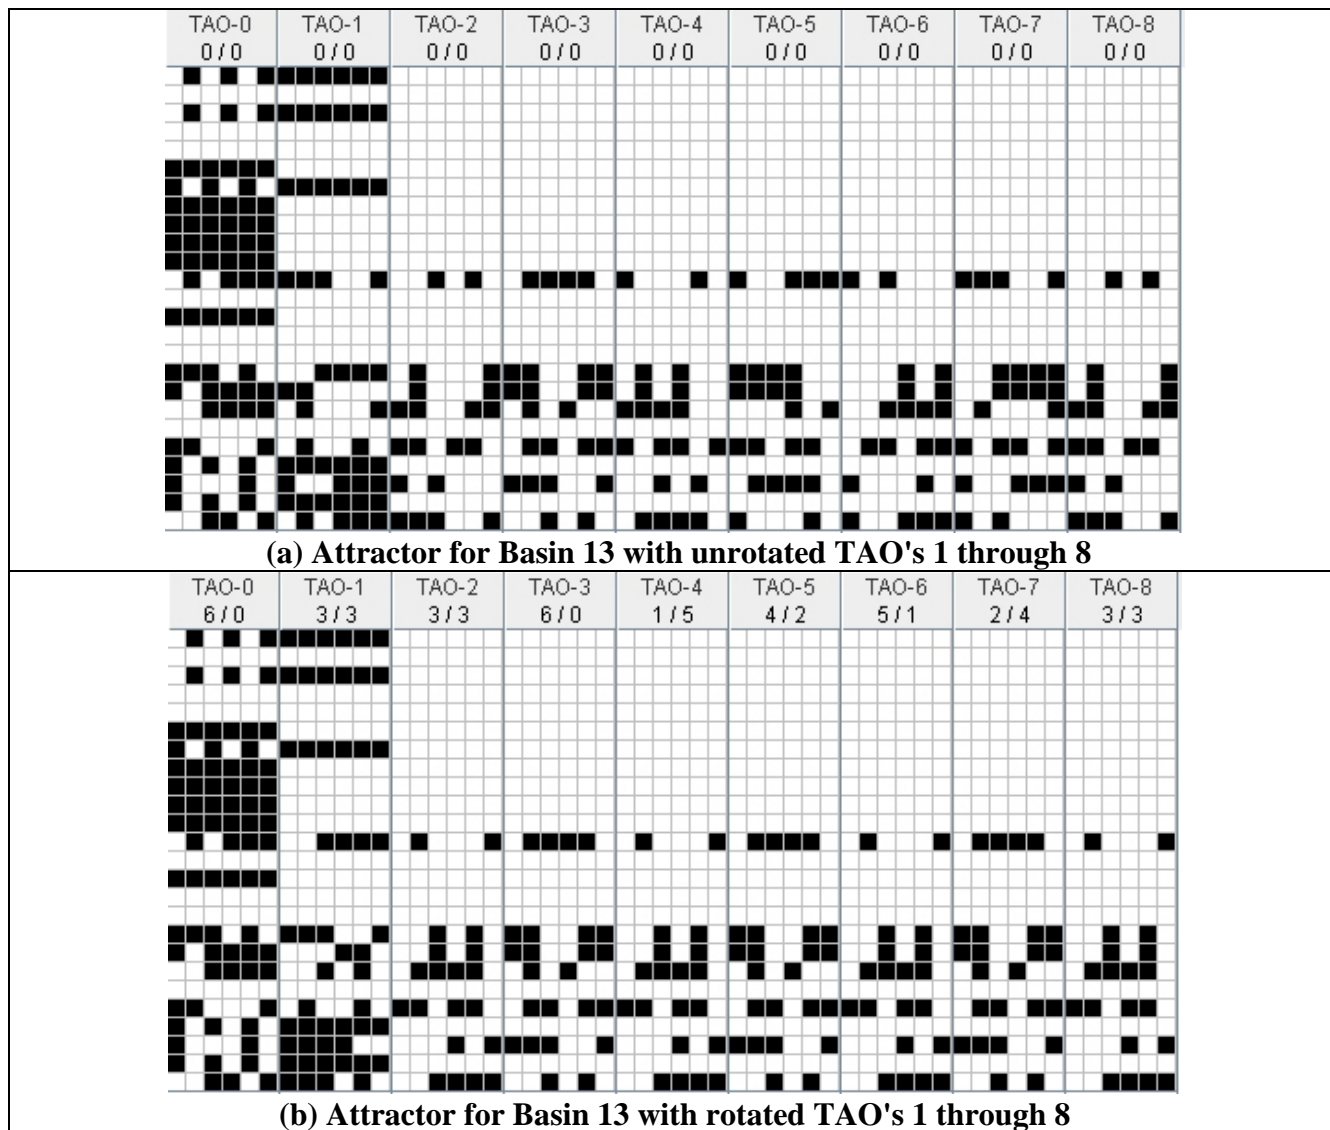 TAO-0 TAO-1 TAO-2 TAO-3 TAO-4 TAO-5 TAO-6 TAO-7 TAO-8
0 / 0 0 / 0 0 / 0 0 / 0 0 / 0 0 / 0 0 / 0 0 / 0 0 / 0
(a) Attractor for Basin 13 with unrotated TAO's 1 through 8
TAO-0 TAO-1 TAO-2 TAO-3 TAO-4 TAO-5 TAO-6 TAO-7 TAO-8
6 / 0 3 / 3 3 / 3 6 / 0 1 / 5 4 / 2 5 / 1 2 / 4 3 / 3
(b) Attractor for Basin 13 with rotated TAO's 1 through 8